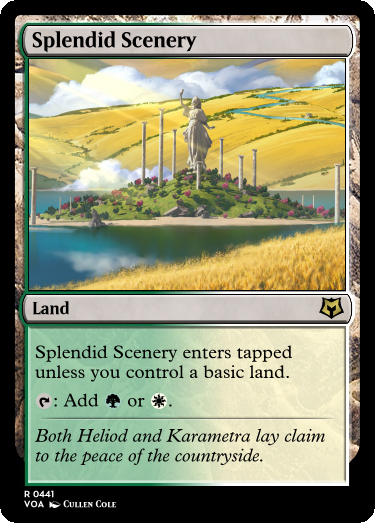 Splendid Scenery
Land
Splendid Scenery enters tapped
unless you control a basic land.
: Add or .
Both Heliod and Karametra lay claim
to the peace of the countryside.
R 0441
VOA Cullen Cole